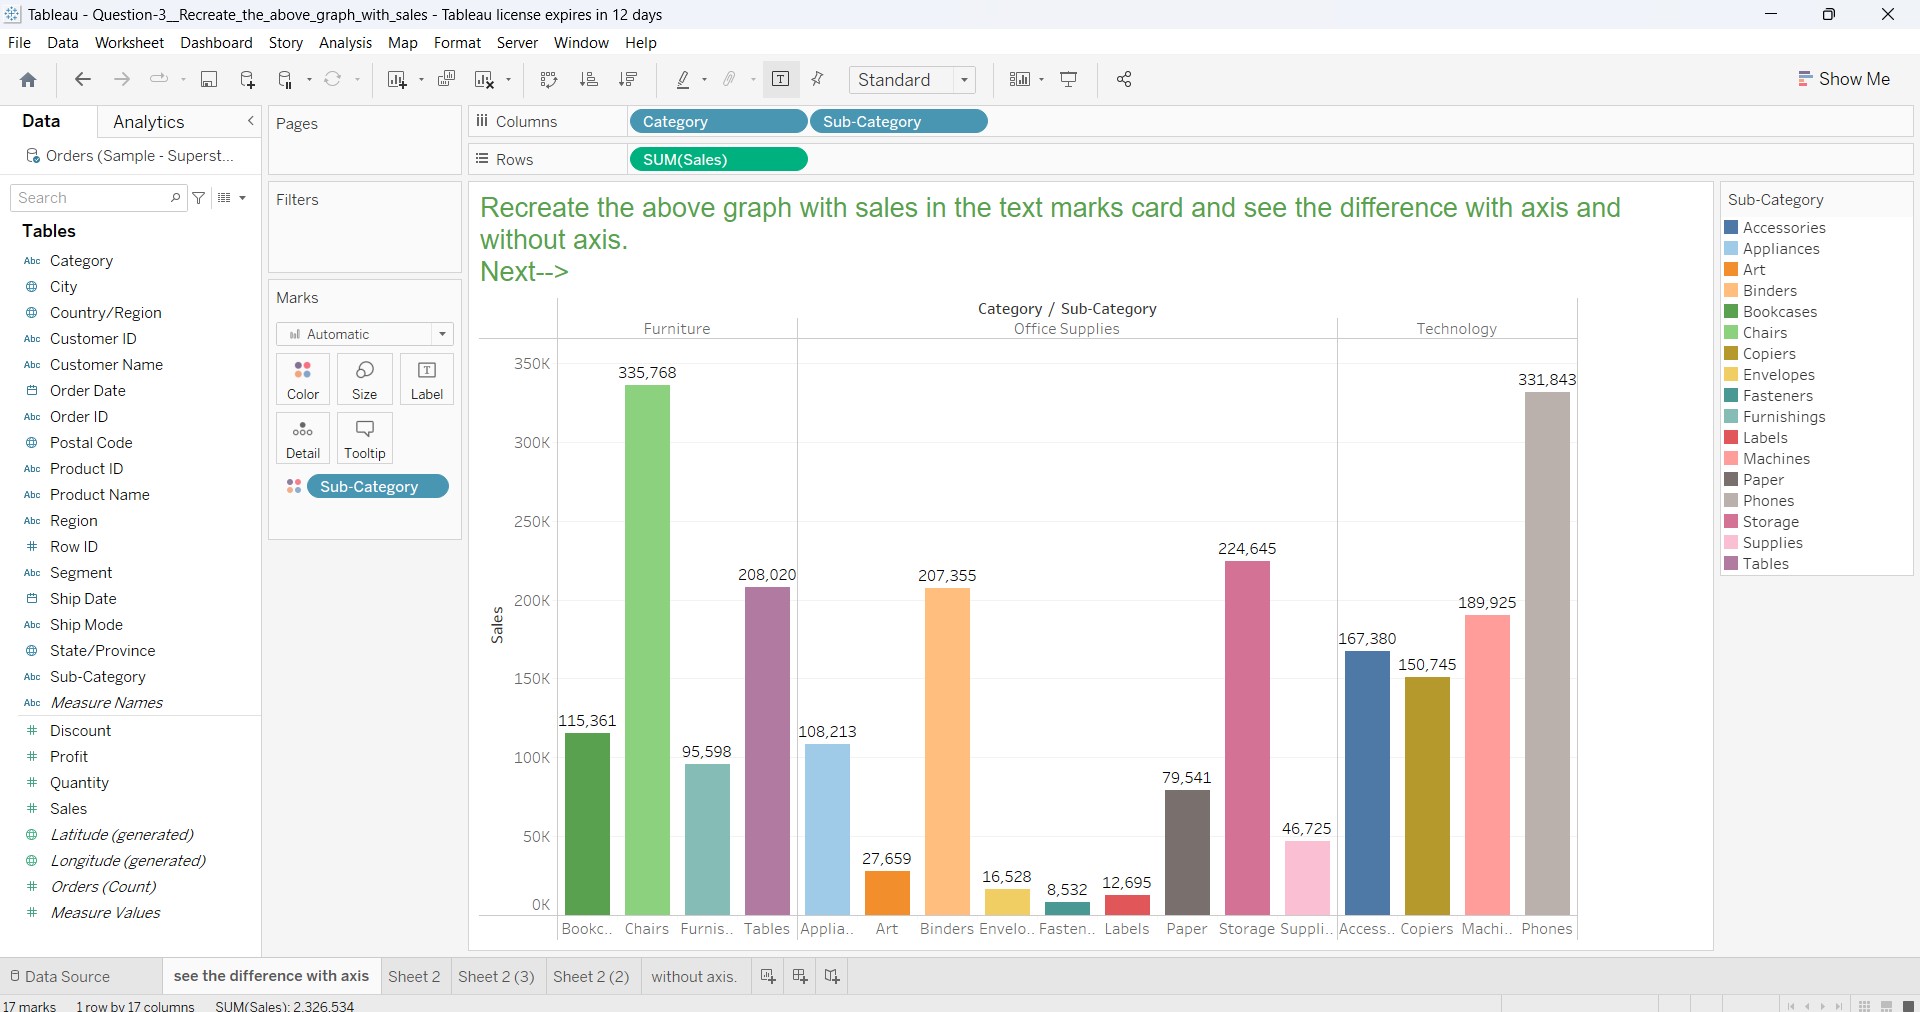 Tableau - Question-3__Recreate_the_above_graph_with_sales - Tableau license expires in 12 days
File Data Worksheet Dashboard Story Analysis Map Format Server Window Help
Standard
Show Me
Data Analytics
Orders (Sample - Superst...
Search
Tables
Abc Category
City
Country/Region
Abc Customer ID
Abc Customer Name
Order Date
Abc Order ID
Postal Code
Abc Product ID
Abc Product Name
Abc Region
# Row ID
Abc Segment
Ship Date
Abc Ship Mode
State/Province
Abc Sub-Category
Abc Measure Names
# Discount
# Profit
# Quantity
# Sales
Latitude (generated)
Longitude (generated)
# Orders (Count)
# Measure Values
Pages
Filters
Marks
Automatic
Color Size Label
Detail Tooltip
Sub-Category
Columns Category Sub-Category
Rows SUM(Sales)
Recreate the above graph with sales in the text marks card and see the difference with axis and
without axis.
Next-->
Category / Sub-Category
Furniture Office Supplies Technology
350K
300K
250K
200K
150K
100K
50K
0K
Sales
115,361 335,768 95,598 208,020 108,213 27,659 207,355 16,528 8,532 12,695 79,541 224,645 46,725 167,380 150,745 189,925 331,843
Bookc.. Chairs Furnis.. Tables Applia.. Art Binders Envelo.. Fasten.. Labels Paper Storage Suppli.. Access.. Copiers Machi.. Phones
Sub-Category
Accessories
Appliances
Art
Binders
Bookcases
Chairs
Copiers
Envelopes
Fasteners
Furnishings
Labels
Machines
Paper
Phones
Storage
Supplies
Tables
Data Source see the difference with axis Sheet 2 Sheet 2 (3) Sheet 2 (2) without axis.
17 marks 1 row by 17 columns SUM(Sales): 2,326,534